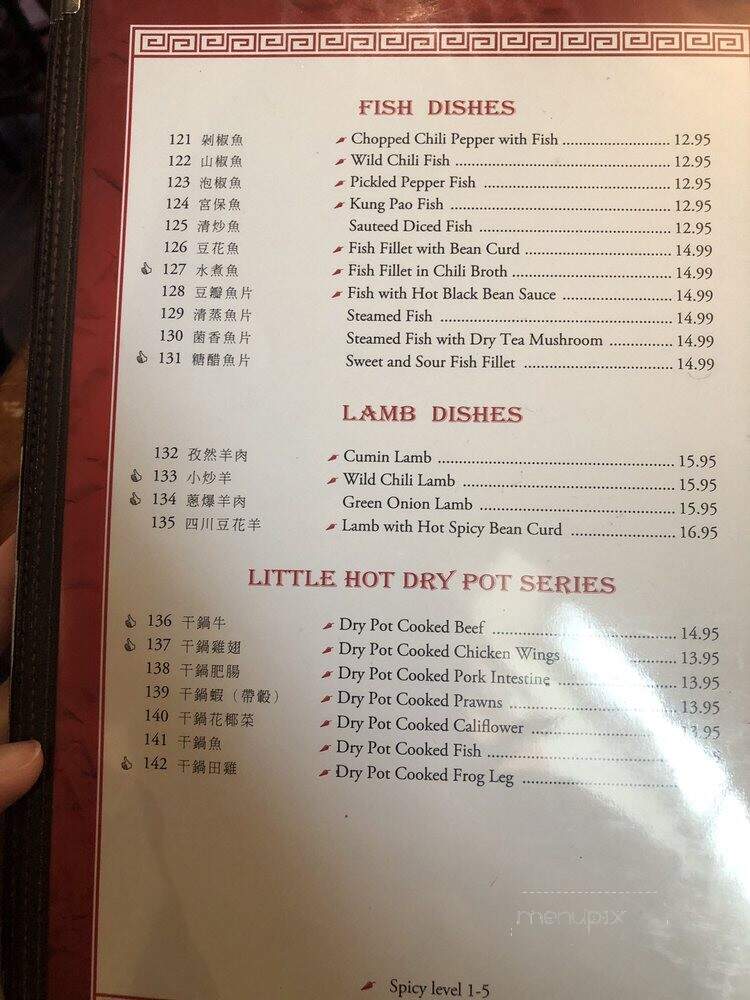 FISH DISHES
121 剁椒魚 Chopped Chili Pepper with Fish 12.95
122 山椒魚 Wild Chili Fish 12.95
123 泡椒魚 Pickled Pepper Fish 12.95
124 宮保魚 Kung Pao Fish 12.95
125 清炒魚 Sauteed Diced Fish 12.95
126 豆花魚 Fish Fillet with Bean Curd 14.99
127 水煮魚 Fish Fillet in Chili Broth 14.99
128 豆瓣魚片 Fish with Hot Black Bean Sauce 14.99
129 清蒸魚片 Steamed Fish 14.99
130 菌香魚片 Steamed Fish with Dry Tea Mushroom 14.99
131 糖醋魚片 Sweet and Sour Fish Fillet 14.99
LAMB DISHES
132 孜然羊肉 Cumin Lamb 15.95
133 小炒羊 Wild Chili Lamb 15.95
134 蔥爆羊肉 Green Onion Lamb 15.95
135 四川豆花羊 Lamb with Hot Spicy Bean Curd 16.95
LITTLE HOT DRY POT SERIES
136 干鍋牛 Dry Pot Cooked Beef 14.95
137 干鍋雞翅 Dry Pot Cooked Chicken Wings 13.95
138 干鍋肥腸 Dry Pot Cooked Pork Intestine 13.95
139 干鍋蝦（帶殼） Dry Pot Cooked Prawns 13.95
140 干鍋花椰菜 Dry Pot Cooked Califlower 13.95
141 干鍋魚 Dry Pot Cooked Fish
142 干鍋田雞 Dry Pot Cooked Frog Leg
menupix
Spicy level 1-5